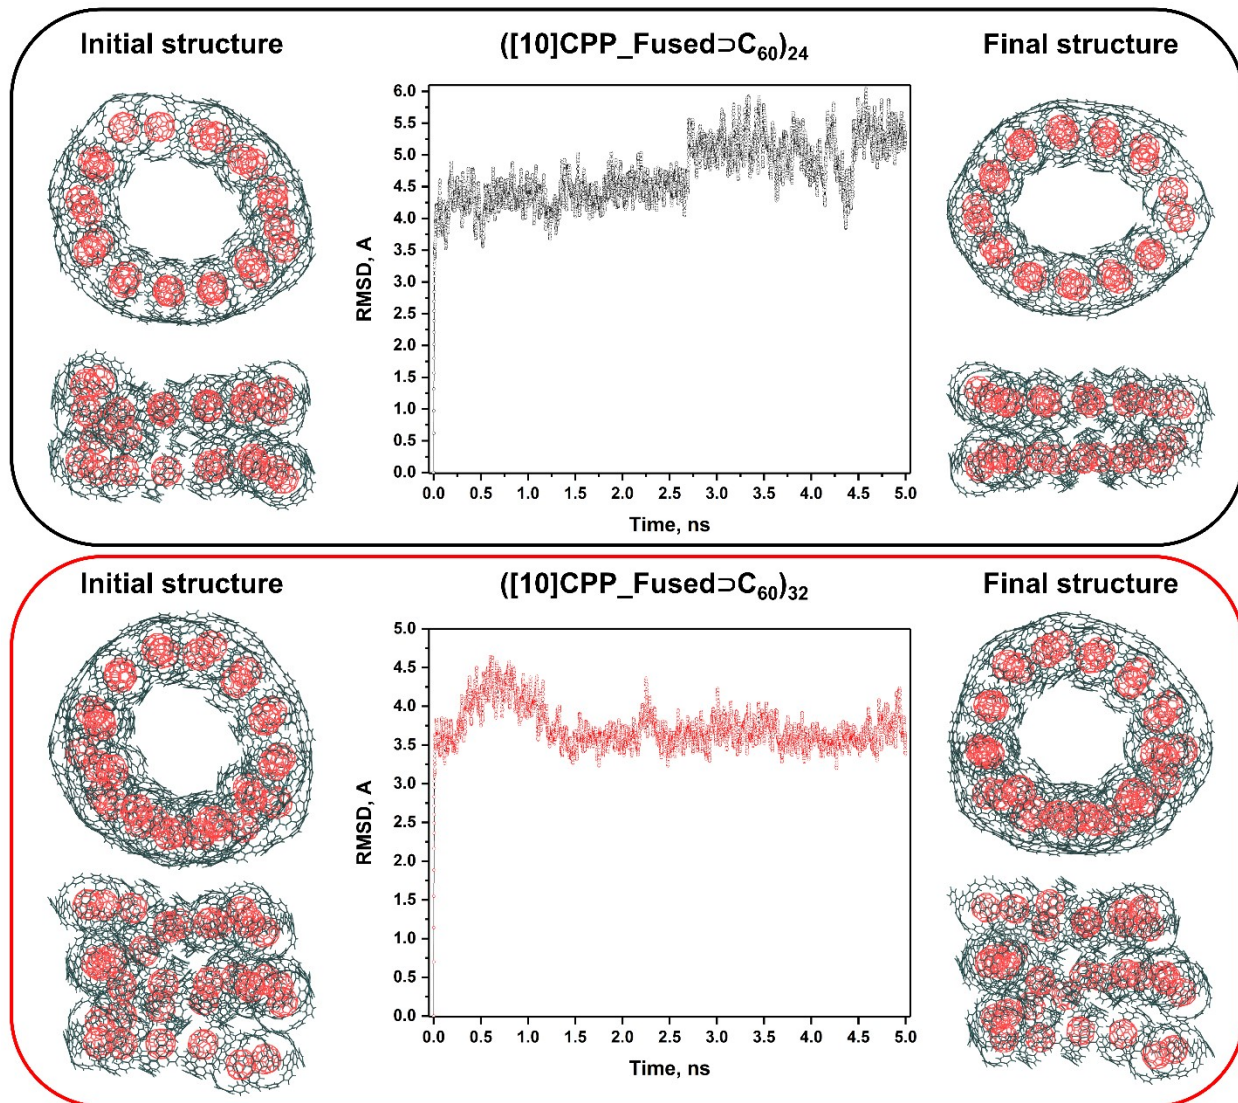 Initial structure
([10]CPP_Fused⊃C₆₀)₂₄
Final structure
6.0
5.5
5.0
4.5
4.0
3.5
3.0
2.5
2.0
1.5
1.0
0.5
0.0
RMSD, A
0.0 0.5 1.0 1.5 2.0 2.5 3.0 3.5 4.0 4.5 5.0
Time, ns
Initial structure
([10]CPP_Fused⊃C₆₀)₃₂
Final structure
5.0
4.5
4.0
3.5
3.0
2.5
2.0
1.5
1.0
0.5
0.0
RMSD, A
0.0 0.5 1.0 1.5 2.0 2.5 3.0 3.5 4.0 4.5 5.0
Time, ns